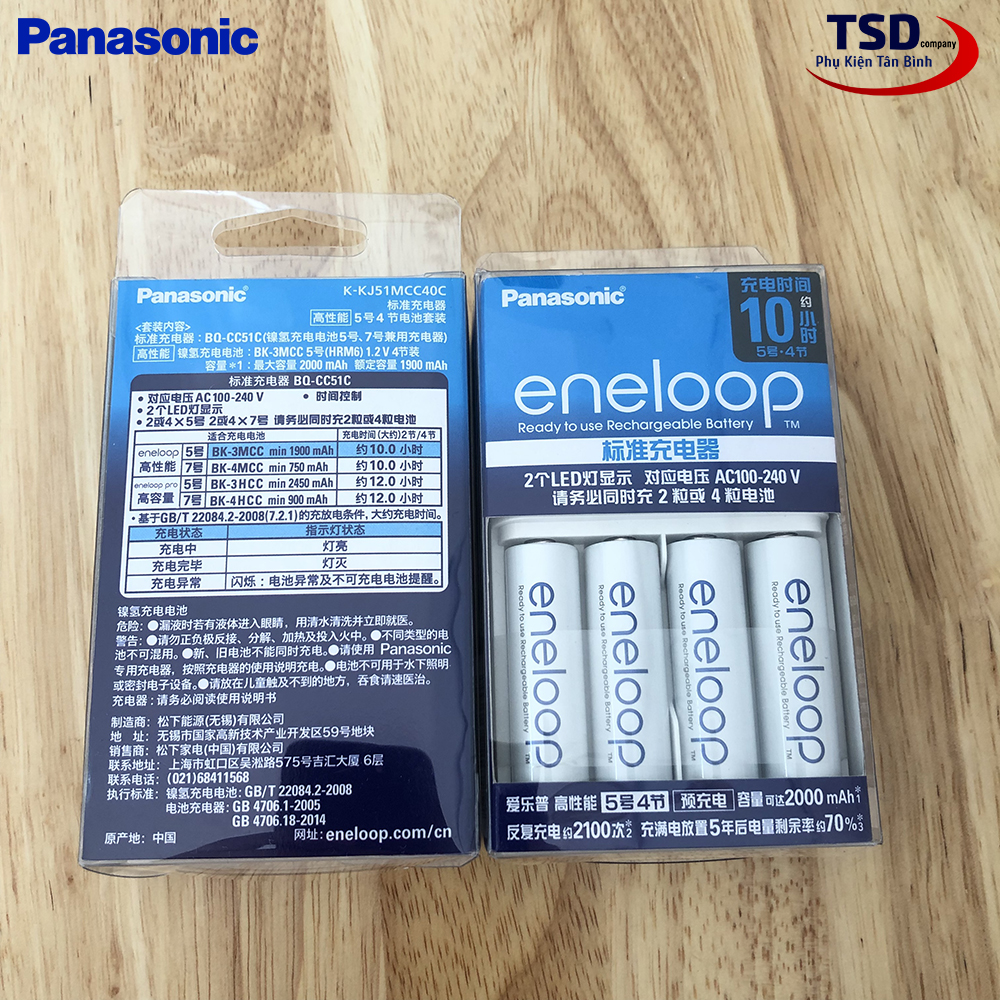 Panasonic
TSD company
Phụ Kiện Tân Bình
Panasonic
K-KJ51MCC40C
标准充电器
高性能 5号4节电池套装
<套装内容>
标准充电器：BQ-CC51C(镍氢充电电池5号、7号兼用充电器)
高性能 镍氢充电电池：BK-3MCC 5号(HRM6) 1.2 V 4节装
容量＊1：最大容量 2000 mAh 额定容量 1900 mAh
标准充电器 BQ-CC51C
• 对应电压 AC100-240 V • 时间控制
• 2个LED灯显示
• 2或4×5号 2或4×7号 请务必同时充2粒或4粒电池
适合充电电池 充电时间(大约)2节/4节
eneloop 高性能 5号 BK-3MCC min 1900 mAh 约10.0 小时
7号 BK-4MCC min 750 mAh 约10.0 小时
eneloop pro 高容量 5号 BK-3HCC min 2450 mAh 约12.0 小时
7号 BK-4HCC min 900 mAh 约12.0 小时
• 基于GB/T 22084.2-2008(7.2.1)的充放电条件,大约充电时间。
充电状态 指示灯状态
充电中 灯亮
充电完毕 灯灭
充电异常 闪烁：电池异常及不可充电电池提醒。
镍氢充电电池
危险：●漏液时若有液体进入眼睛，用清水清洗并立即就医。
警告：●请勿正负极反接、分解、加热及投入火中。●不同类型的电
池不可混用。●新、旧电池不能同时充电。●请使用 Panasonic
专用充电器，按照充电器的使用说明充电。●电池不可用于水下照明
或密封电子设备。●请放在儿童触及不到的地方，吞食请速医治。
充电器：请务必阅读使用说明书
制造商：松下能源(无锡)有限公司
地 址：无锡市国家高新技术产业开发区59号地块
销售商：松下家电(中国)有限公司
联系地址：上海市虹口区吴淞路575号吉汇大厦 6层
联系电话：(021)68411568
执行标准：镍氢充电电池：GB/T 22084.2-2008
电池充电器：GB 4706.1-2005
GB 4706.18-2014
原产地：中国 网址：eneloop.com/cn
Panasonic
充电时间
约10小时
5号·4节
eneloop
Ready to use Rechargeable Battery TM
标准充电器
2个LED灯显示 对应电压 AC100-240 V
请务必同时充 2 粒或 4 粒电池
eneloop TM
Ready to use Rechargeable Battery
eneloop TM
Ready to use Rechargeable Battery
eneloop TM
Ready to use Rechargeable Battery
eneloop TM
Ready to use Rechargeable Battery
爱乐普 高性能 5号4节 预充电 容量可达2000 mAh*1
反复充电约2100次*2 充满电放置5年后电量剩余率约70%*3